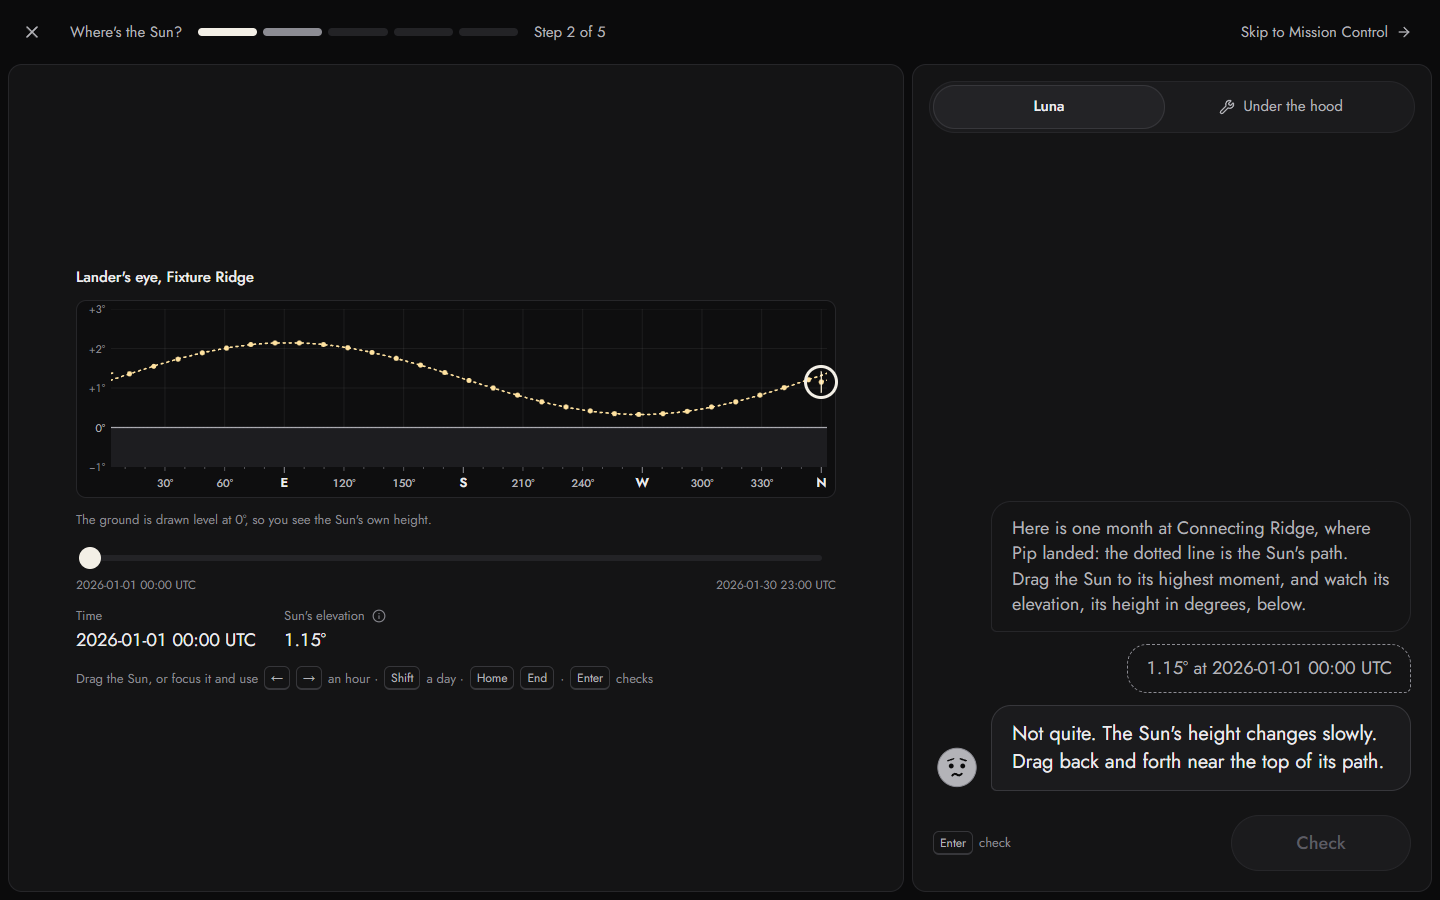 Where's the Sun?
Step 2 of 5
Skip to Mission Control →
Lander's eye, Fixture Ridge
+3°
+2°
+1°
0°
−1°
30° 60° E 120° 150° S 210° 240° W 300° 330° N
The ground is drawn level at 0°, so you see the Sun's own height.
2026-01-01 00:00 UTC
2026-01-30 23:00 UTC
Time
2026-01-01 00:00 UTC
Sun's elevation
1.15°
Drag the Sun, or focus it and use ← → an hour · Shift a day · Home End · Enter checks
Luna
Under the hood
Here is one month at Connecting Ridge, where
Pip landed: the dotted line is the Sun's path.
Drag the Sun to its highest moment, and watch its
elevation, its height in degrees, below.
1.15° at 2026-01-01 00:00 UTC
Not quite. The Sun's height changes slowly.
Drag back and forth near the top of its path.
Enter check
Check